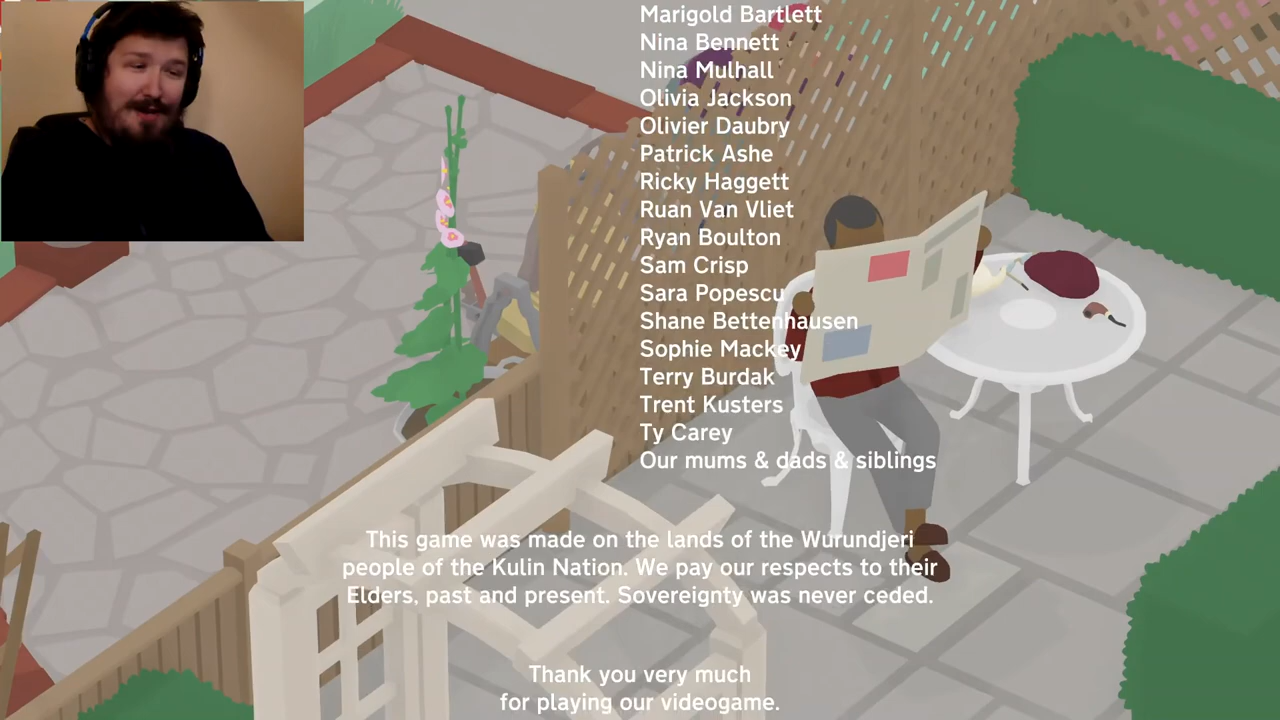 Marigold Bartlett
Nina Bennett
Nina Mulhall
Olivia Jackson
Olivier Daubry
Patrick Ashe
Ricky Haggett
Ruan Van Vliet
Ryan Boulton
Sam Crisp
Sara Popescu
Shane Bettenhausen
Sophie Mackey
Terry Burdak
Trent Kusters
Ty Carey
Our mums & dads & siblings
This game was made on the lands of the Wurundjeri
people of the Kulin Nation. We pay our respects to their
Elders, past and present. Sovereignty was never ceded.
Thank you very much
for playing our videogame.